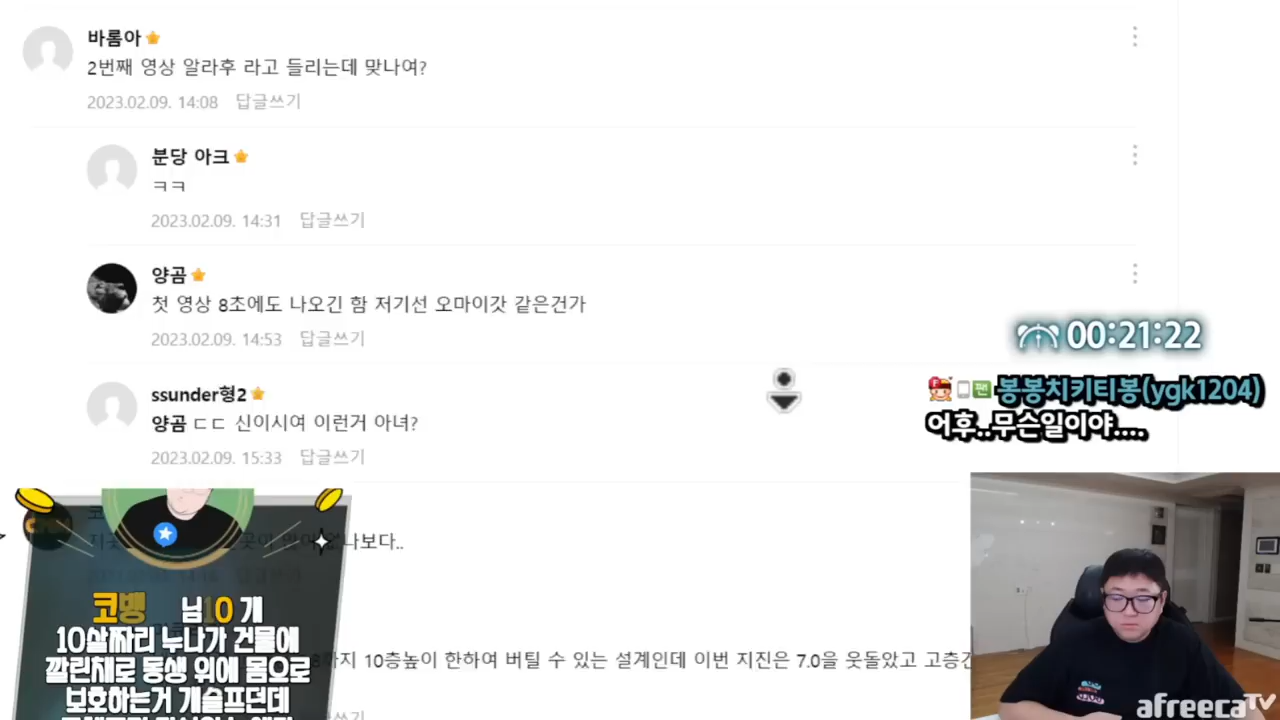 바롬아
2번째 영상 알라후 라고 들리는데 맞나여?
2023.02.09. 14:08 답글쓰기
분당 아크
ㅋㅋ
2023.02.09. 14:31 답글쓰기
양곰
첫 영상 8초에도 나오긴 함 저기선 오마이갓 같은건가
2023.02.09. 14:53 답글쓰기
00:21:22
봉봉치키티봉(ygk1204)
어후..무슨일이야....
ssunder형2
양곰 ㄷㄷ 신이시여 이런거 아녀?
2023.02.09. 15:33 답글쓰기
나보다..
코벵 님 10 개
10살짜리 누나가 건물에
깔린채로 동생 위에 몸으로
보호하는거 개슬프던데
까지 10층높이 한하여 버틸 수 있는 설계인데 이번 지진은 7.0을 웃돌았고 고층
쓰기
afreecaTV